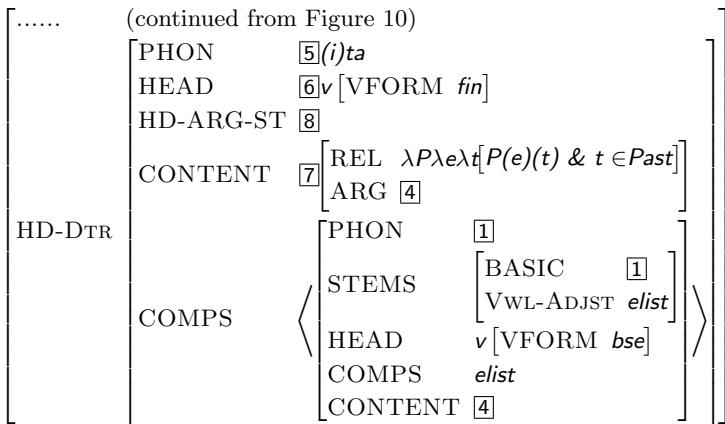 ...... (continued from Figure 10)
PHON 5 (i)ta
HEAD 6 v [VFORM fin]
HD-ARG-ST 8
CONTENT 7 [REL λPλeλt[P(e)(t) & t ∈Past]
ARG 4]
HD-DTR
COMPS ⟨ [PHON 1
STEMS [BASIC 1
VWL-ADJST elist]
HEAD v [VFORM bse]
COMPS elist
CONTENT 4] ⟩